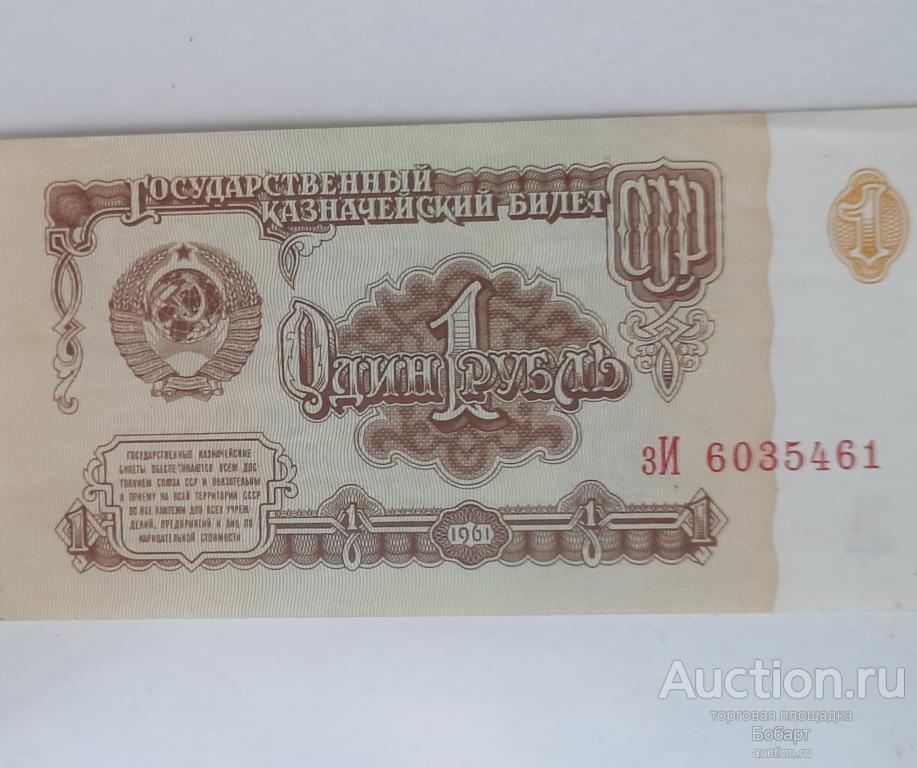 Государственный
казначейский билет
СССР
1
1
Один рубль
зИ 6035461
Государственные казначейские
билеты обеспечиваются всем дос
тоянием Союза ССР и обязательны
к приему на всей территории СССР
во все платежи для всех учреж-
дений, предприятий и лиц по
нарицательной стоимости.
1 1 1961 1 1
Auction.ru
торговая площадка
Бобарт
auction.ru